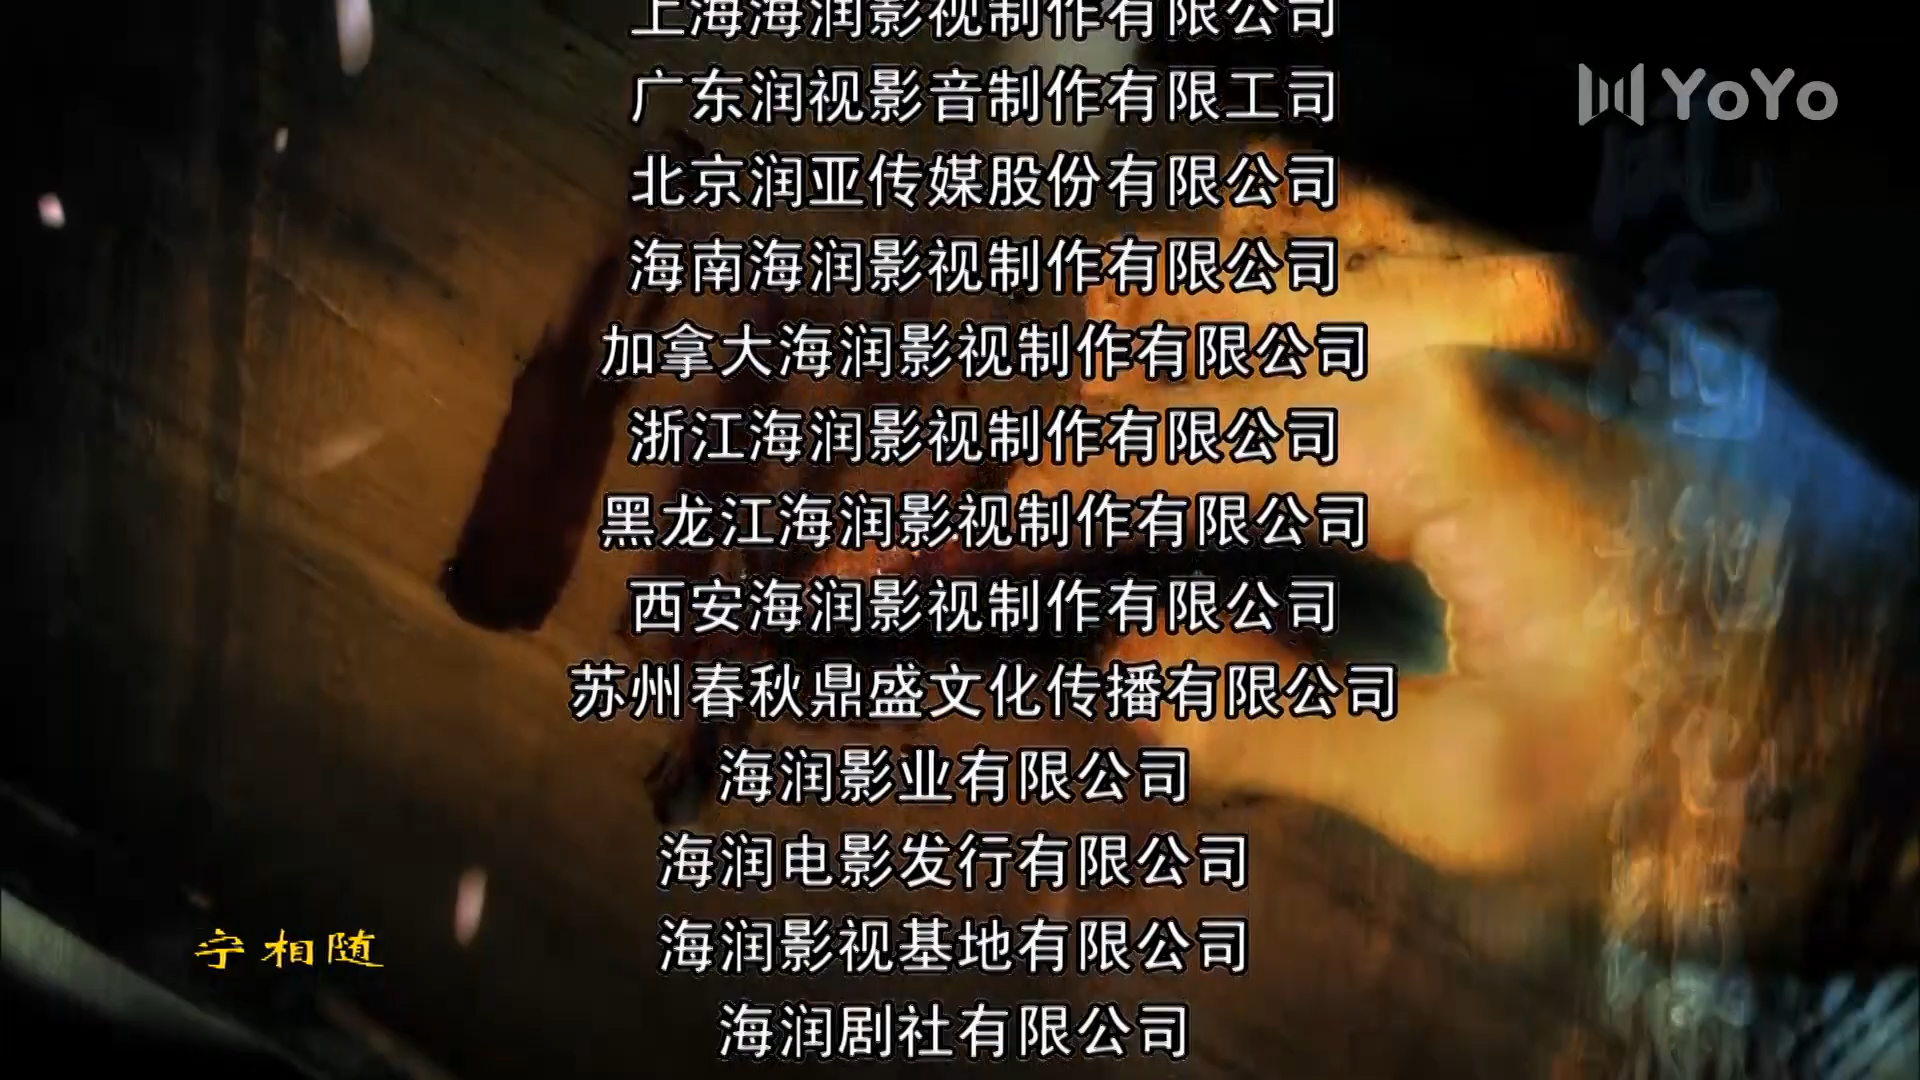 上海海润影视制作有限公司
广东润视影音制作有限工司
北京润亚传媒股份有限公司
海南海润影视制作有限公司
加拿大海润影视制作有限公司
浙江海润影视制作有限公司
黑龙江海润影视制作有限公司
西安海润影视制作有限公司
苏州春秋鼎盛文化传播有限公司
海润影业有限公司
海润电影发行有限公司
海润影视基地有限公司
海润剧社有限公司
YoYo
宁相随